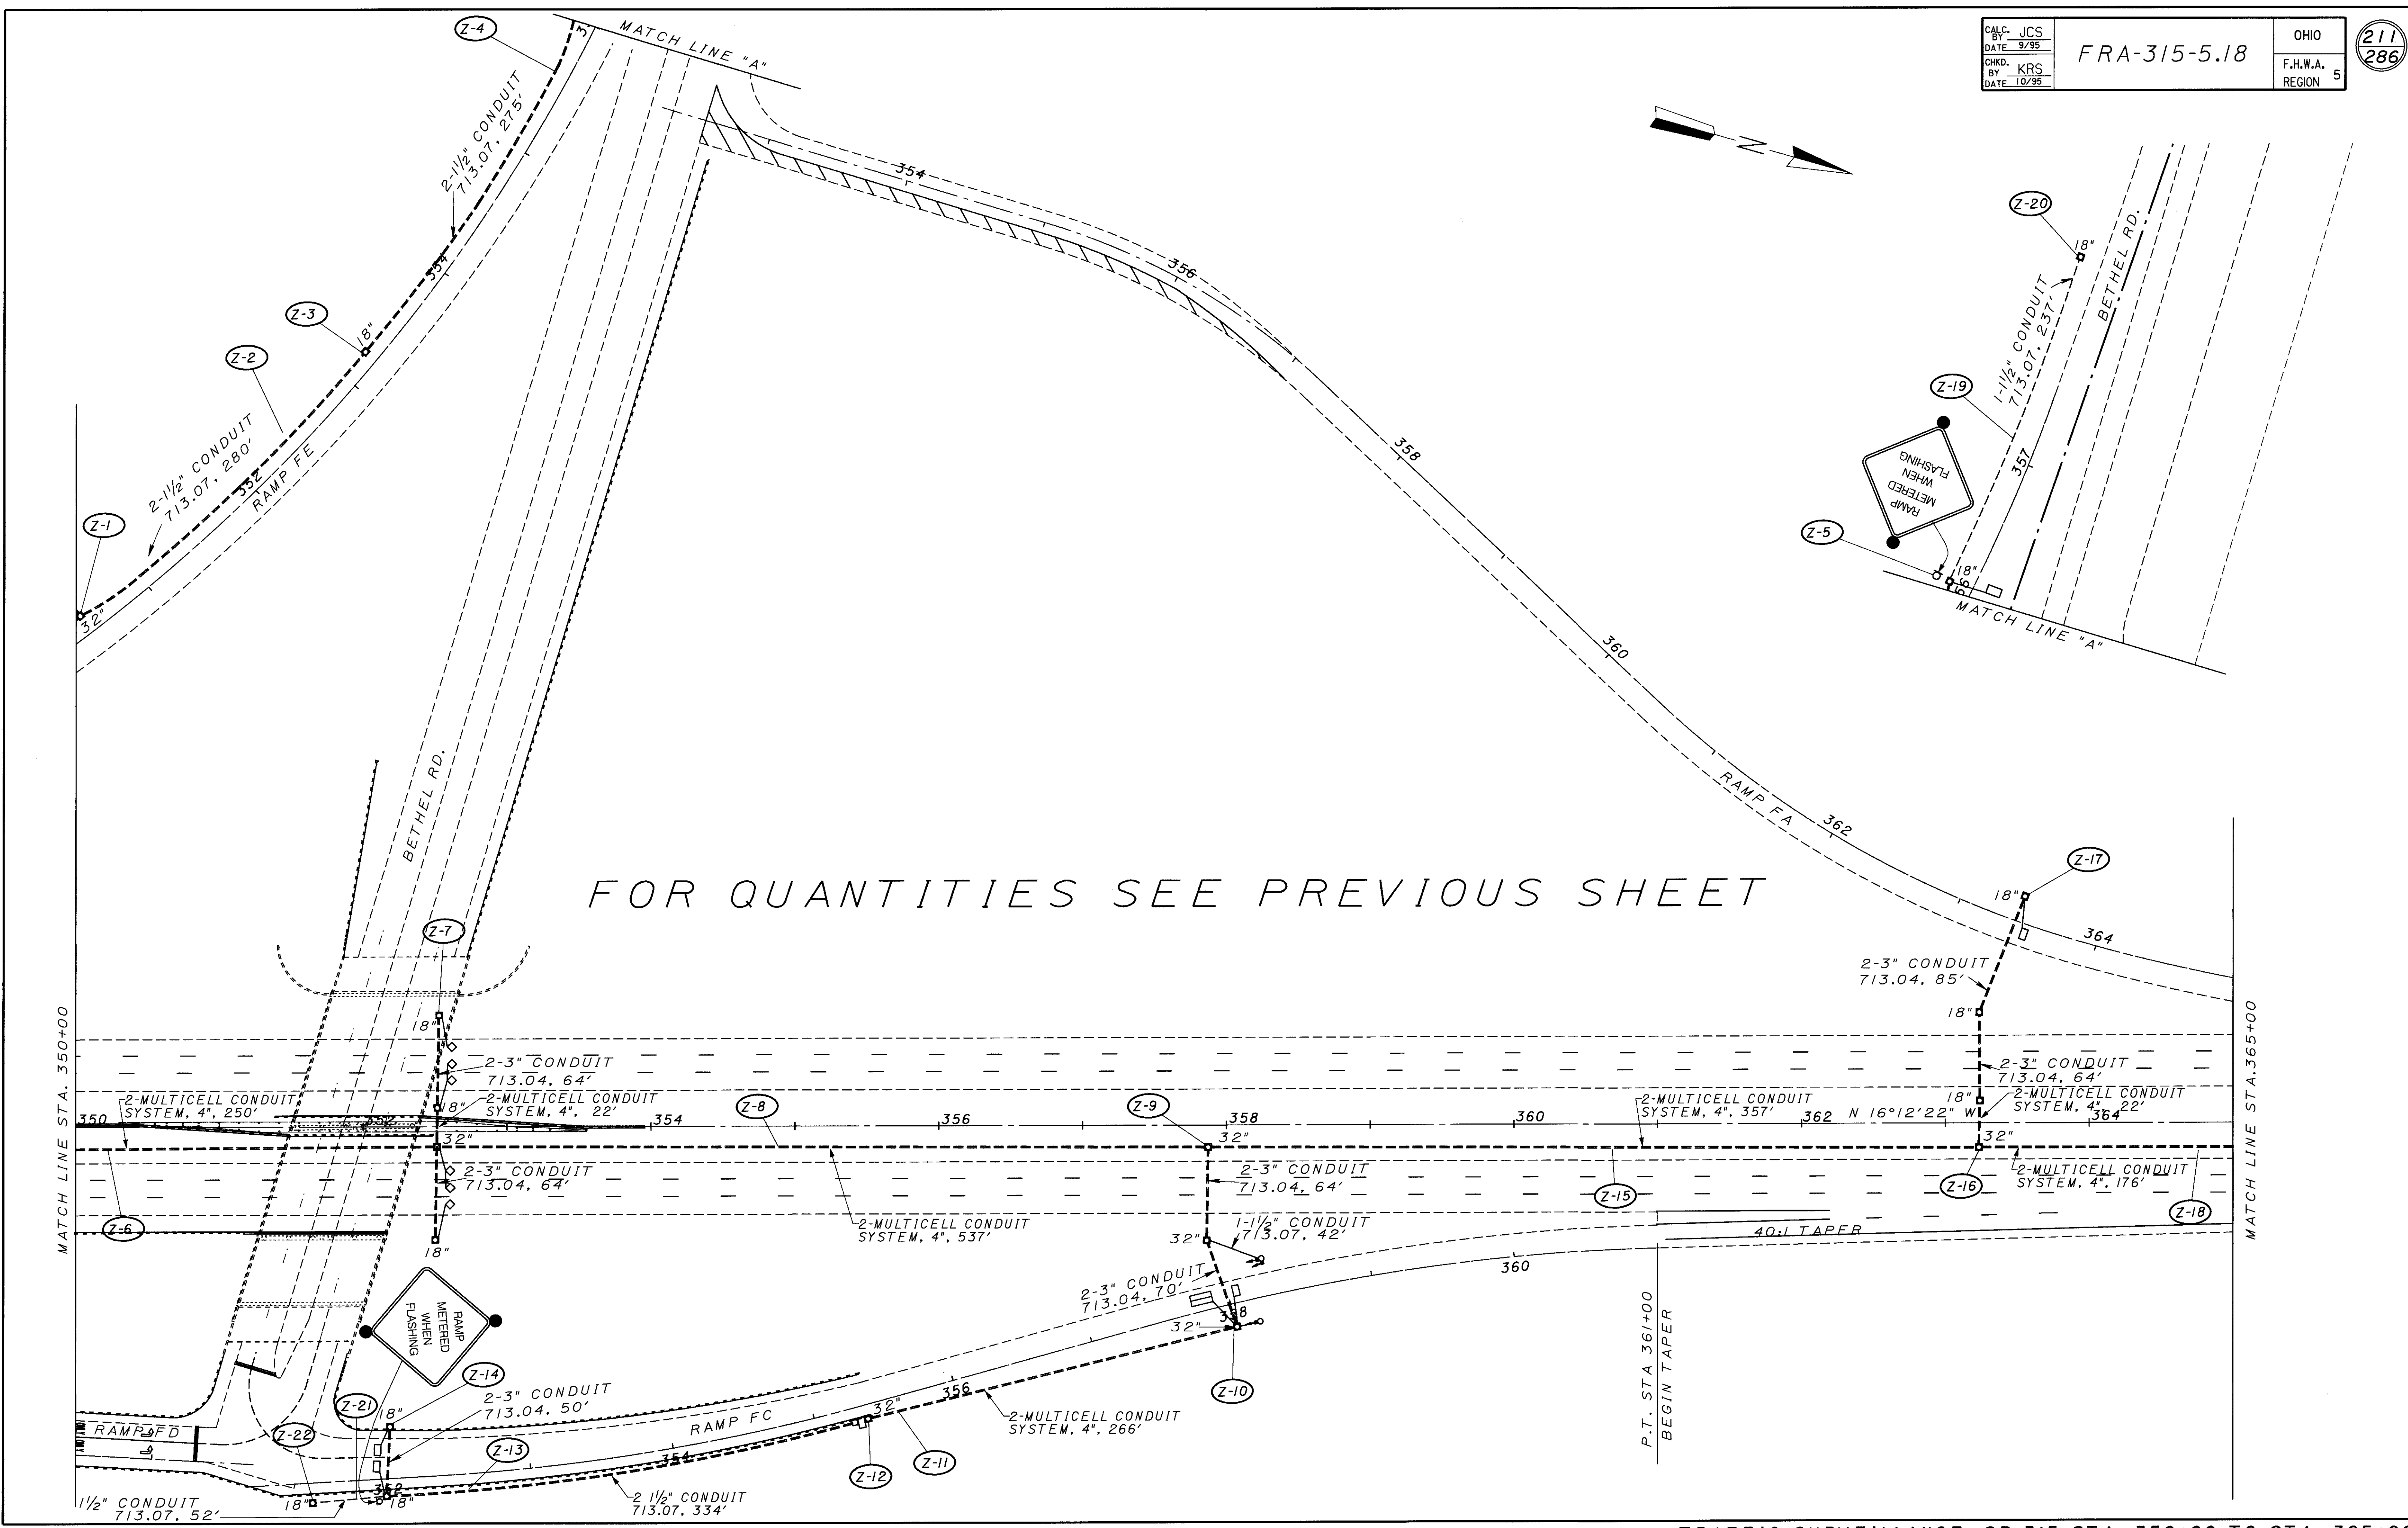 CALC. BY JCS
DATE 9/95
CHKD. BY KRS
DATE 10/95
FRA-315-5.18
OHIO
F.H.W.A. REGION 5
211
286
Z-4
MATCH LINE "A"
2-1½" CONDUIT
713.07, 275'
N
354
Z-20
18"
BETHEL RD.
1-1½" CONDUIT
713.07, 237'
356
354
Z-3
18"
Z-2
Z-19
357
RAMP
METERED
WHEN
FLASHING
358
2-1½" CONDUIT
713.07, 280'
352
RAMP FE
Z-1
32"
Z-5
18"
MATCH LINE "A"
360
BETHEL RD.
RAMP FA
362
FOR QUANTITIES SEE PREVIOUS SHEET
Z-17
18"
364
Z-7
18"
2-3" CONDUIT
713.04, 85'
18"
MATCH LINE STA. 350+00
MATCH LINE STA.365+00
2-3" CONDUIT
713.04, 64'
2-3" CONDUIT
713.04, 64'
350
2-MULTICELL CONDUIT
SYSTEM, 4", 250'
352
18"
2-MULTICELL CONDUIT
SYSTEM, 4", 22'
354
Z-8
356
Z-9
358
360
2-MULTICELL CONDUIT
SYSTEM, 4", 357'
362
N 16°12'22" W
18"
2-MULTICELL CONDUIT
SYSTEM, 4", 22'
364
32"
32"
32"
2-3" CONDUIT
713.04, 64'
2-3" CONDUIT
713.04, 64'
Z-15
Z-16
2-MULTICELL CONDUIT
SYSTEM, 4", 176'
Z-18
Z-6
18"
2-MULTICELL CONDUIT
SYSTEM, 4", 537'
32"
1-1½" CONDUIT
713.07, 42'
40:1 TAPER
360
2-3" CONDUIT
713.04, 70'
358
32"
P.T. STA 361+00
BEGIN TAPER
RAMP
METERED
WHEN
FLASHING
Z-14
Z-10
2-3" CONDUIT
713.04, 50'
356
Z-21
18"
32"
2-MULTICELL CONDUIT
SYSTEM, 4", 266'
RAMP FC
RAMP FD
ONLY
Z-22
Z-13
354
Z-11
Z-12
352
18"
18"
1½" CONDUIT
713.07, 52'
2 1½" CONDUIT
713.07, 334'